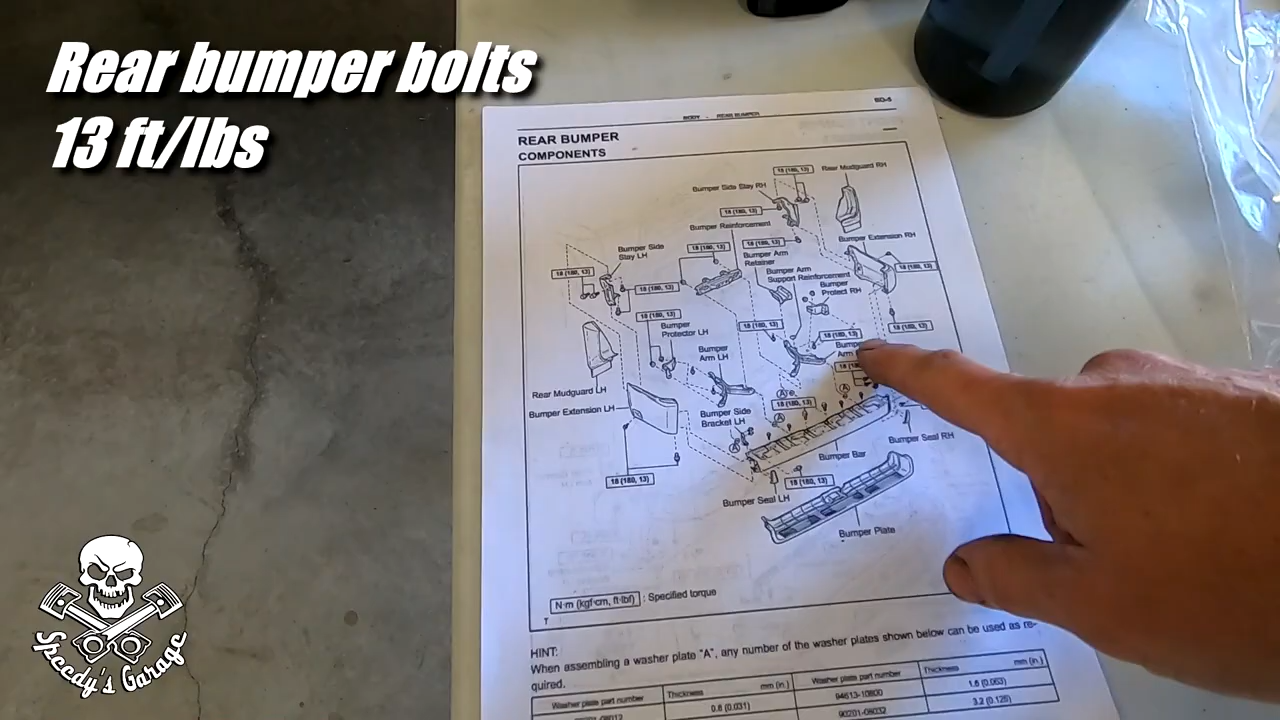 Rear bumper bolts
13 ft/lbs
BODY - REAR BUMPER
BO-5
REAR BUMPER
COMPONENTS
18 (180, 13)
Rear Mudguard RH
Bumper Side Stay RH
18 (180, 13)
Bumper Reinforcement
Bumper Extension RH
Bumper Side
Stay LH
18 (180, 13)
18 (180, 13)
Bumper Arm
Retainer
18 (180, 13)
18 (180, 13)
Bumper Arm
Support Reinforcement
Bumper
Protect RH
18 (180, 13)
18 (180, 13)
Bumper
Protector LH
18 (180, 13)
18 (180, 13)
18 (180, 13)
Bumper
Arm LH
Bumper
Arm
Rear Mudguard LH
Bumper Extension LH
A
18 (180, 13)
Bumper Side
Bracket LH
A
A
A
Bumper Seal RH
Bumper Bar
18 (180, 13)
18 (180, 13)
Bumper Seal LH
Bumper Plate
N·m (kgf·cm, ft·lbf) : Specified torque
HINT:
When assembling a washer plate "A", any number of the washer plates shown below can be used as re-
quired.
Washer plate part number Thickness mm (in.) Washer plate part number Thickness mm (in.)
0.8 (0.031) 94613-10800 1.6 (0.063)
90201-08032 3.2 (0.126)
Speedy's Garage